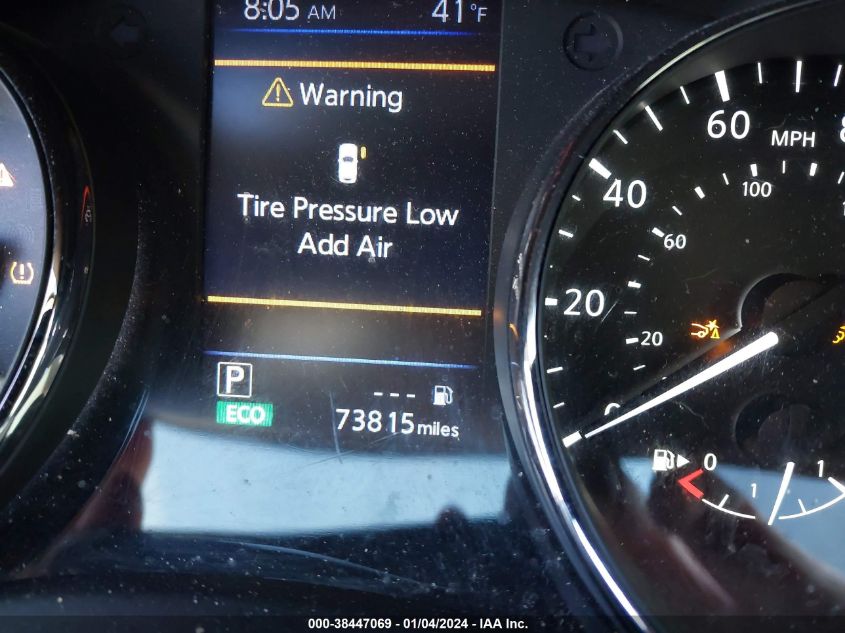 8:05 AM 41°F
Warning
Tire Pressure Low
Add Air
P
--- 
ECO
73815 miles
60
MPH
40
100
60
20
20
0
0
1
1
000-38447069 - 01/04/2024 - IAA Inc.